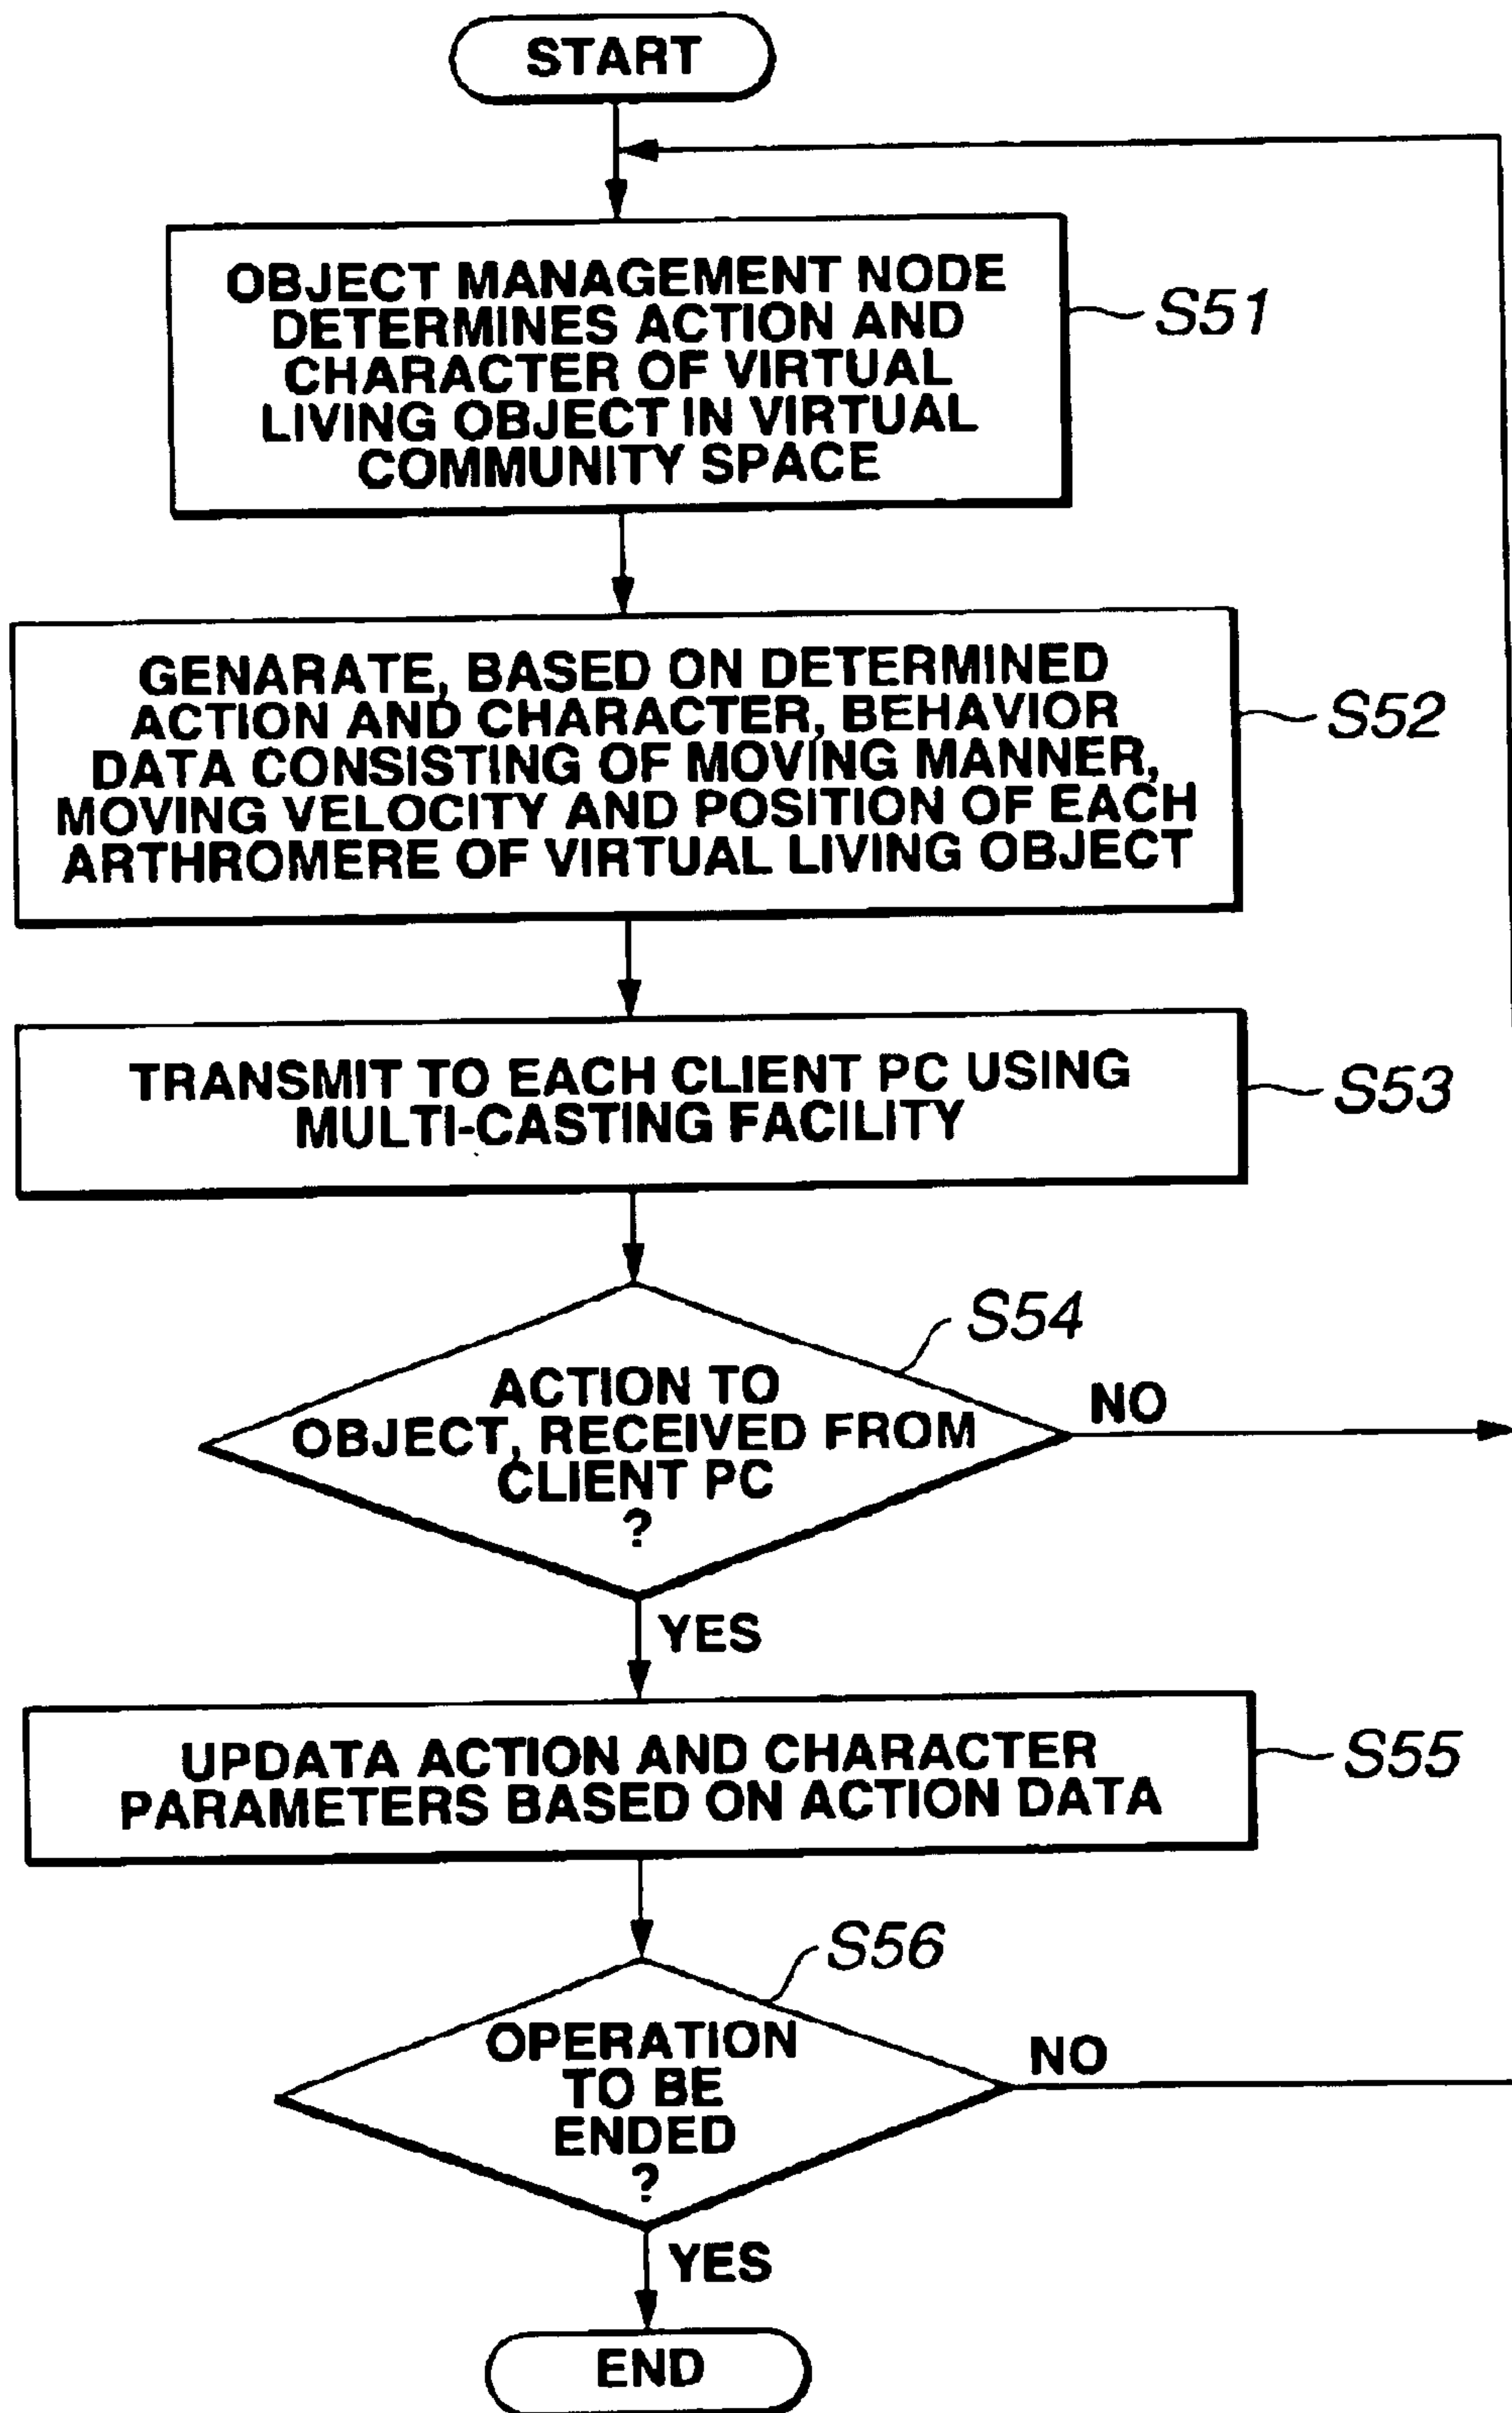 START
OBJECT MANAGEMENT NODE
DETERMINES ACTION AND
CHARACTER OF VIRTUAL
LIVING OBJECT IN VIRTUAL
COMMUNITY SPACE
S51
GENARATE, BASED ON DETERMINED
ACTION AND CHARACTER, BEHAVIOR
DATA CONSISTING OF MOVING MANNER,
MOVING VELOCITY AND POSITION OF EACH
ARTHROMERE OF VIRTUAL LIVING OBJECT
S52
TRANSMIT TO EACH CLIENT PC USING
MULTI-CASTING FACILITY
S53
S54
ACTION TO
OBJECT, RECEIVED FROM
CLIENT PC
?
NO
YES
UPDATA ACTION AND CHARACTER
PARAMETERS BASED ON ACTION DATA
S55
S56
OPERATION
TO BE
ENDED
?
NO
YES
END